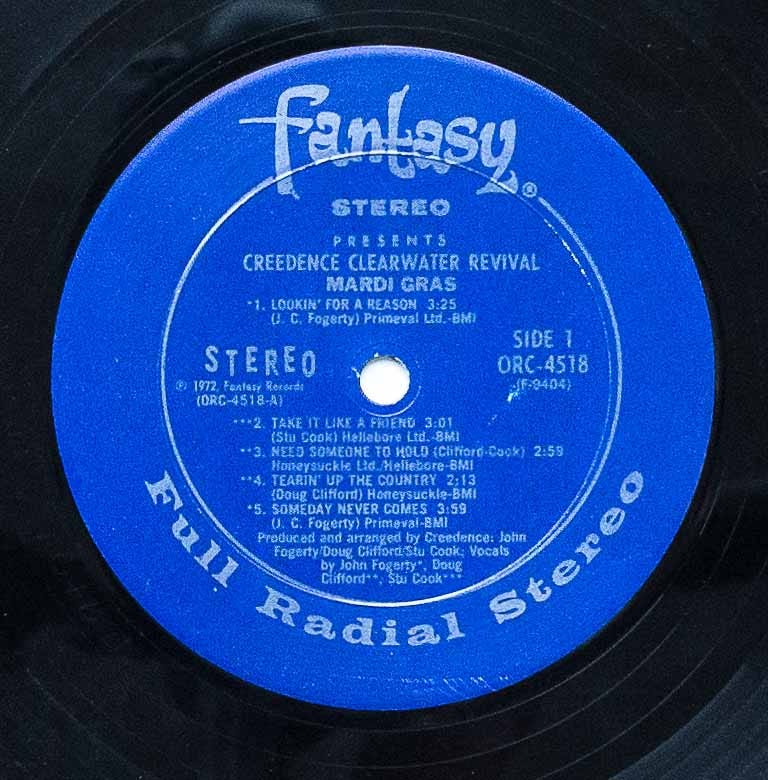 fantasy®
STEREO
PRESENTS
CREEDENCE CLEARWATER REVIVAL
MARDI GRAS
*1. LOOKIN' FOR A REASON 3:25
(J. C. Fogerty) Primeval Ltd.-BMI
STEREO
℗ 1972, Fantasy Records
(ORC-4518-A)
SIDE 1
ORC-4518
(F-9404)
***2. TAKE IT LIKE A FRIEND 3:01
(Stu Cook) Hellebore Ltd.-BMI
**3. NEED SOMEONE TO HOLD (Clifford-Cook) 2:59
Honeysuckle Ltd./Hellebore-BMI
**4. TEARIN' UP THE COUNTRY 2:13
(Doug Clifford) Honeysuckle-BMI
*5. SOMEDAY NEVER COMES 3:59
(J. C. Fogerty) Primeval-BMI
Produced and arranged by Creedence: John
Fogerty/Doug Clifford/Stu Cook; Vocals
by John Fogerty*, Doug
Clifford**, Stu Cook***
Full Radial Stereo